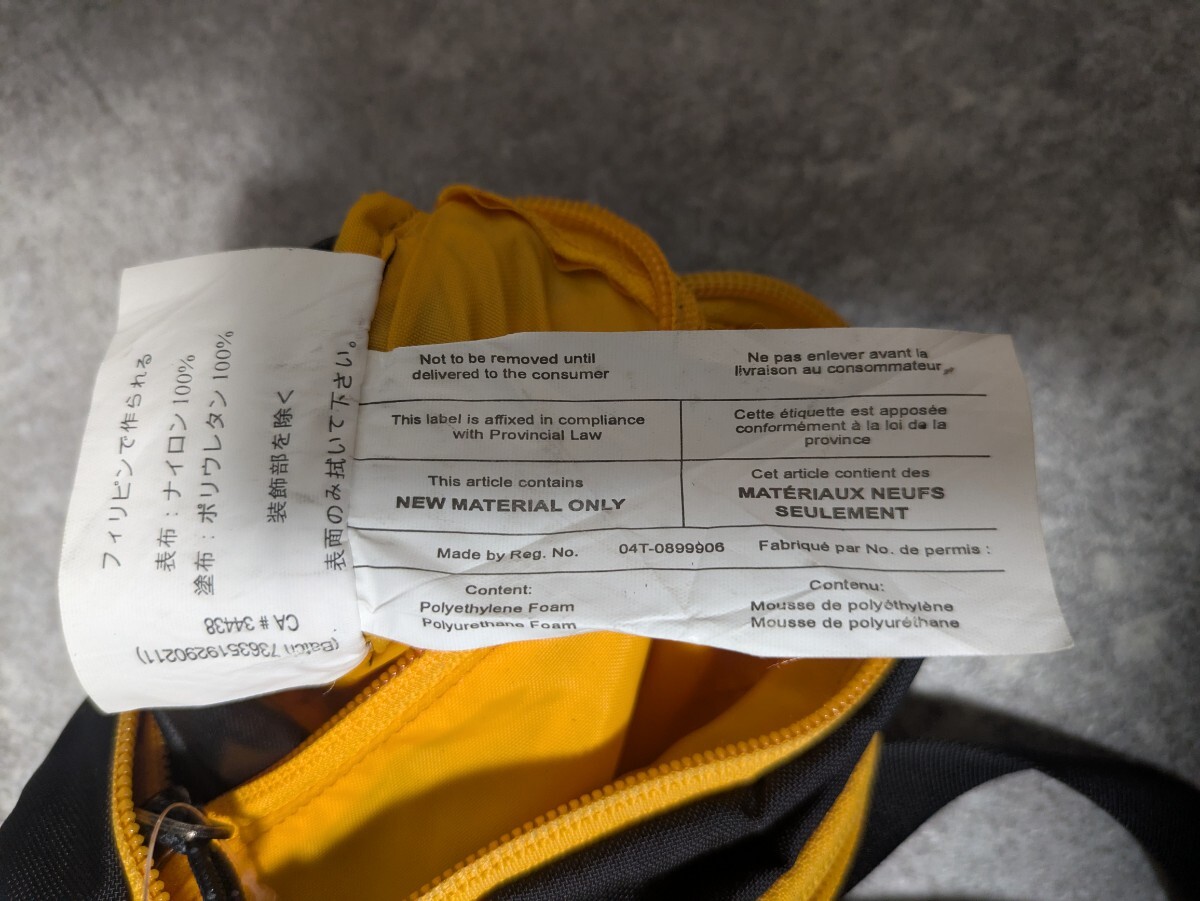 フィリピンで作られる
表布：ナイロン100%
塗布：ポリウレタン100%
装飾部を除く
表面のみ拭いて下さい。
CA # 34438
(Batch 7363519290211)
Not to be removed until
delivered to the consumer
Ne pas enlever avant la
livraison au consommateur
This label is affixed in compliance
with Provincial Law
Cette étiquette est apposée
conformément à la loi de la
province
This article contains
NEW MATERIAL ONLY
Cet article contient des
MATÉRIAUX NEUFS
SEULEMENT
Made by Reg. No. 04T-0899906 Fabriqué par No. de permis :
Content:
Polyethylene Foam
Polyurethane Foam
Contenu:
Mousse de polyéthylène
Mousse de polyuréthane